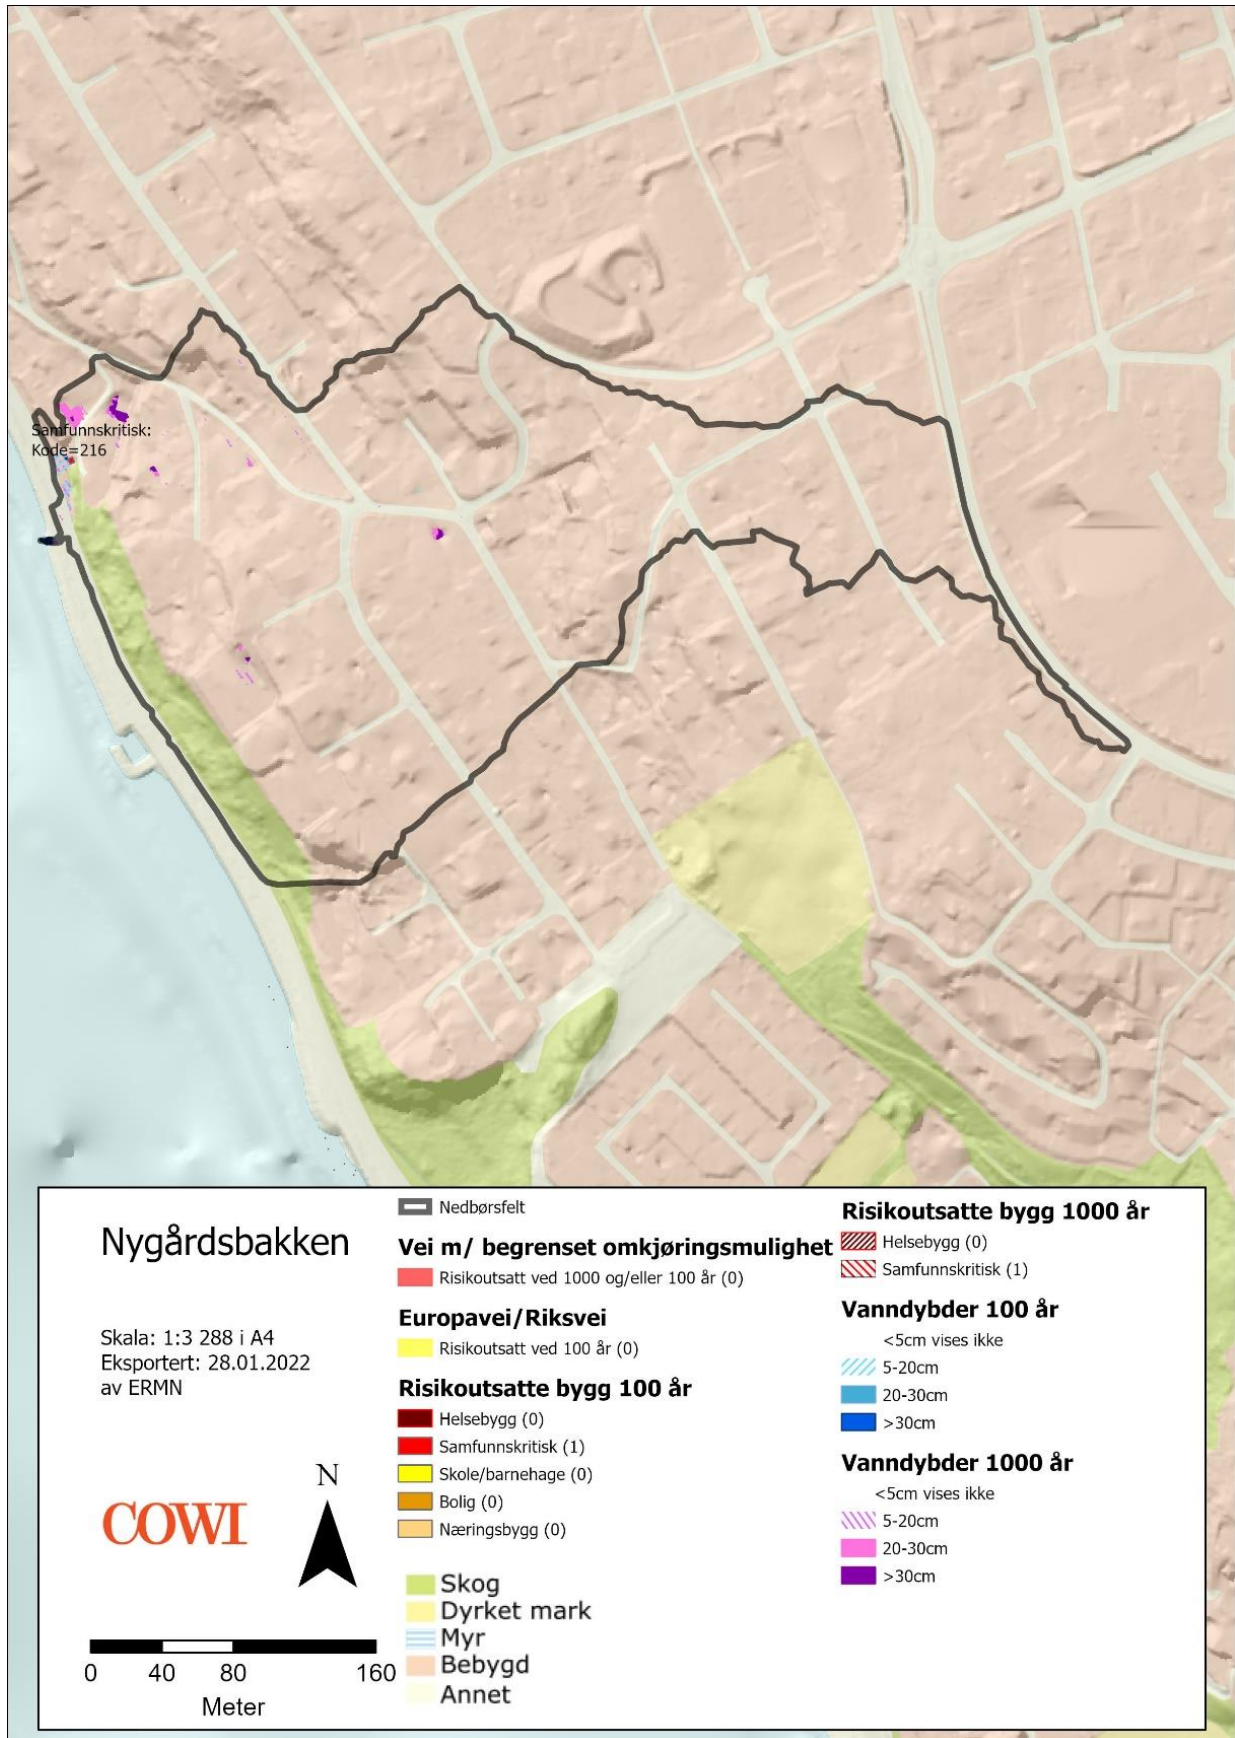 Samfunnskritisk:
Kode=216
Nygårdsbakken
Skala: 1:3 288 i A4
Eksportert: 28.01.2022
av ERMN
COWI
N
0 40 80 160
Meter
Nedbørsfelt
Vei m/ begrenset omkjøringsmulighet
Risikoutsatt ved 1000 og/eller 100 år (0)
Europavei/Riksvei
Risikoutsatt ved 100 år (0)
Risikoutsatte bygg 100 år
Helsebygg (0)
Samfunnskritisk (1)
Skole/barnehage (0)
Bolig (0)
Næringsbygg (0)
Skog
Dyrket mark
Myr
Bebygd
Annet
Risikoutsatte bygg 1000 år
Helsebygg (0)
Samfunnskritisk (1)
Vanndybder 100 år
<5cm vises ikke
5-20cm
20-30cm
>30cm
Vanndybder 1000 år
<5cm vises ikke
5-20cm
20-30cm
>30cm